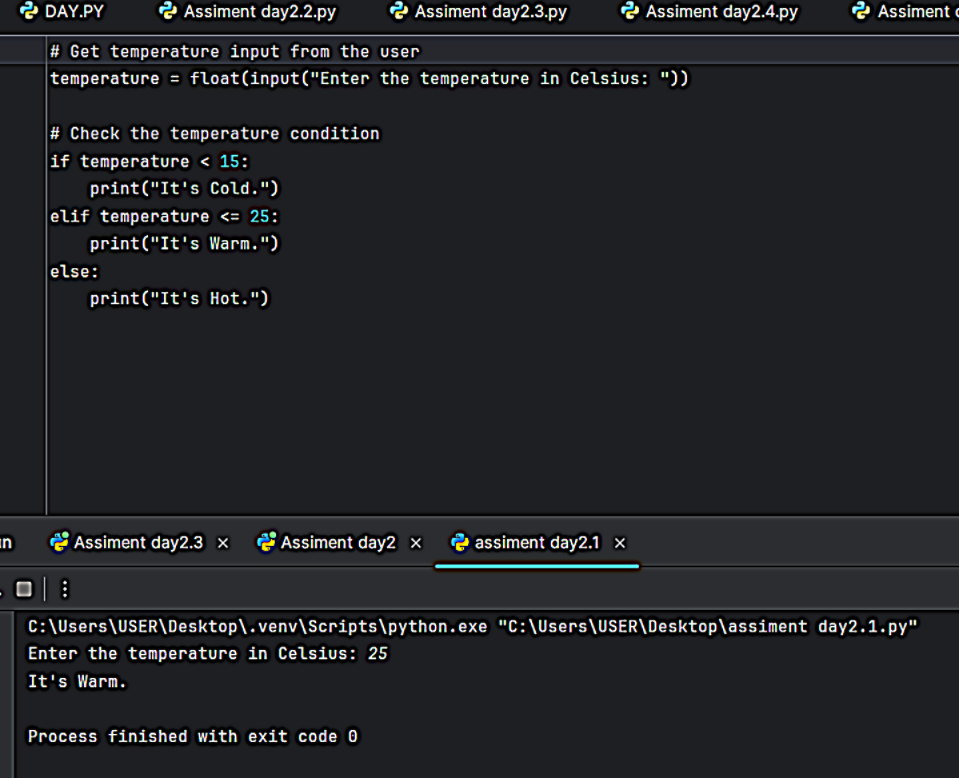 DAY.PY Assiment day2.2.py Assiment day2.3.py Assiment day2.4.py Assiment
# Get temperature input from the user
temperature = float(input("Enter the temperature in Celsius: "))
# Check the temperature condition
if temperature < 15:
    print("It's Cold.")
elif temperature <= 25:
    print("It's Warm.")
else:
    print("It's Hot.")
Assiment day2.3 Assiment day2 assiment day2.1
C:\Users\USER\Desktop\.venv\Scripts\python.exe "C:\Users\USER\Desktop\assiment day2.1.py"
Enter the temperature in Celsius: 25
It's Warm.
Process finished with exit code 0